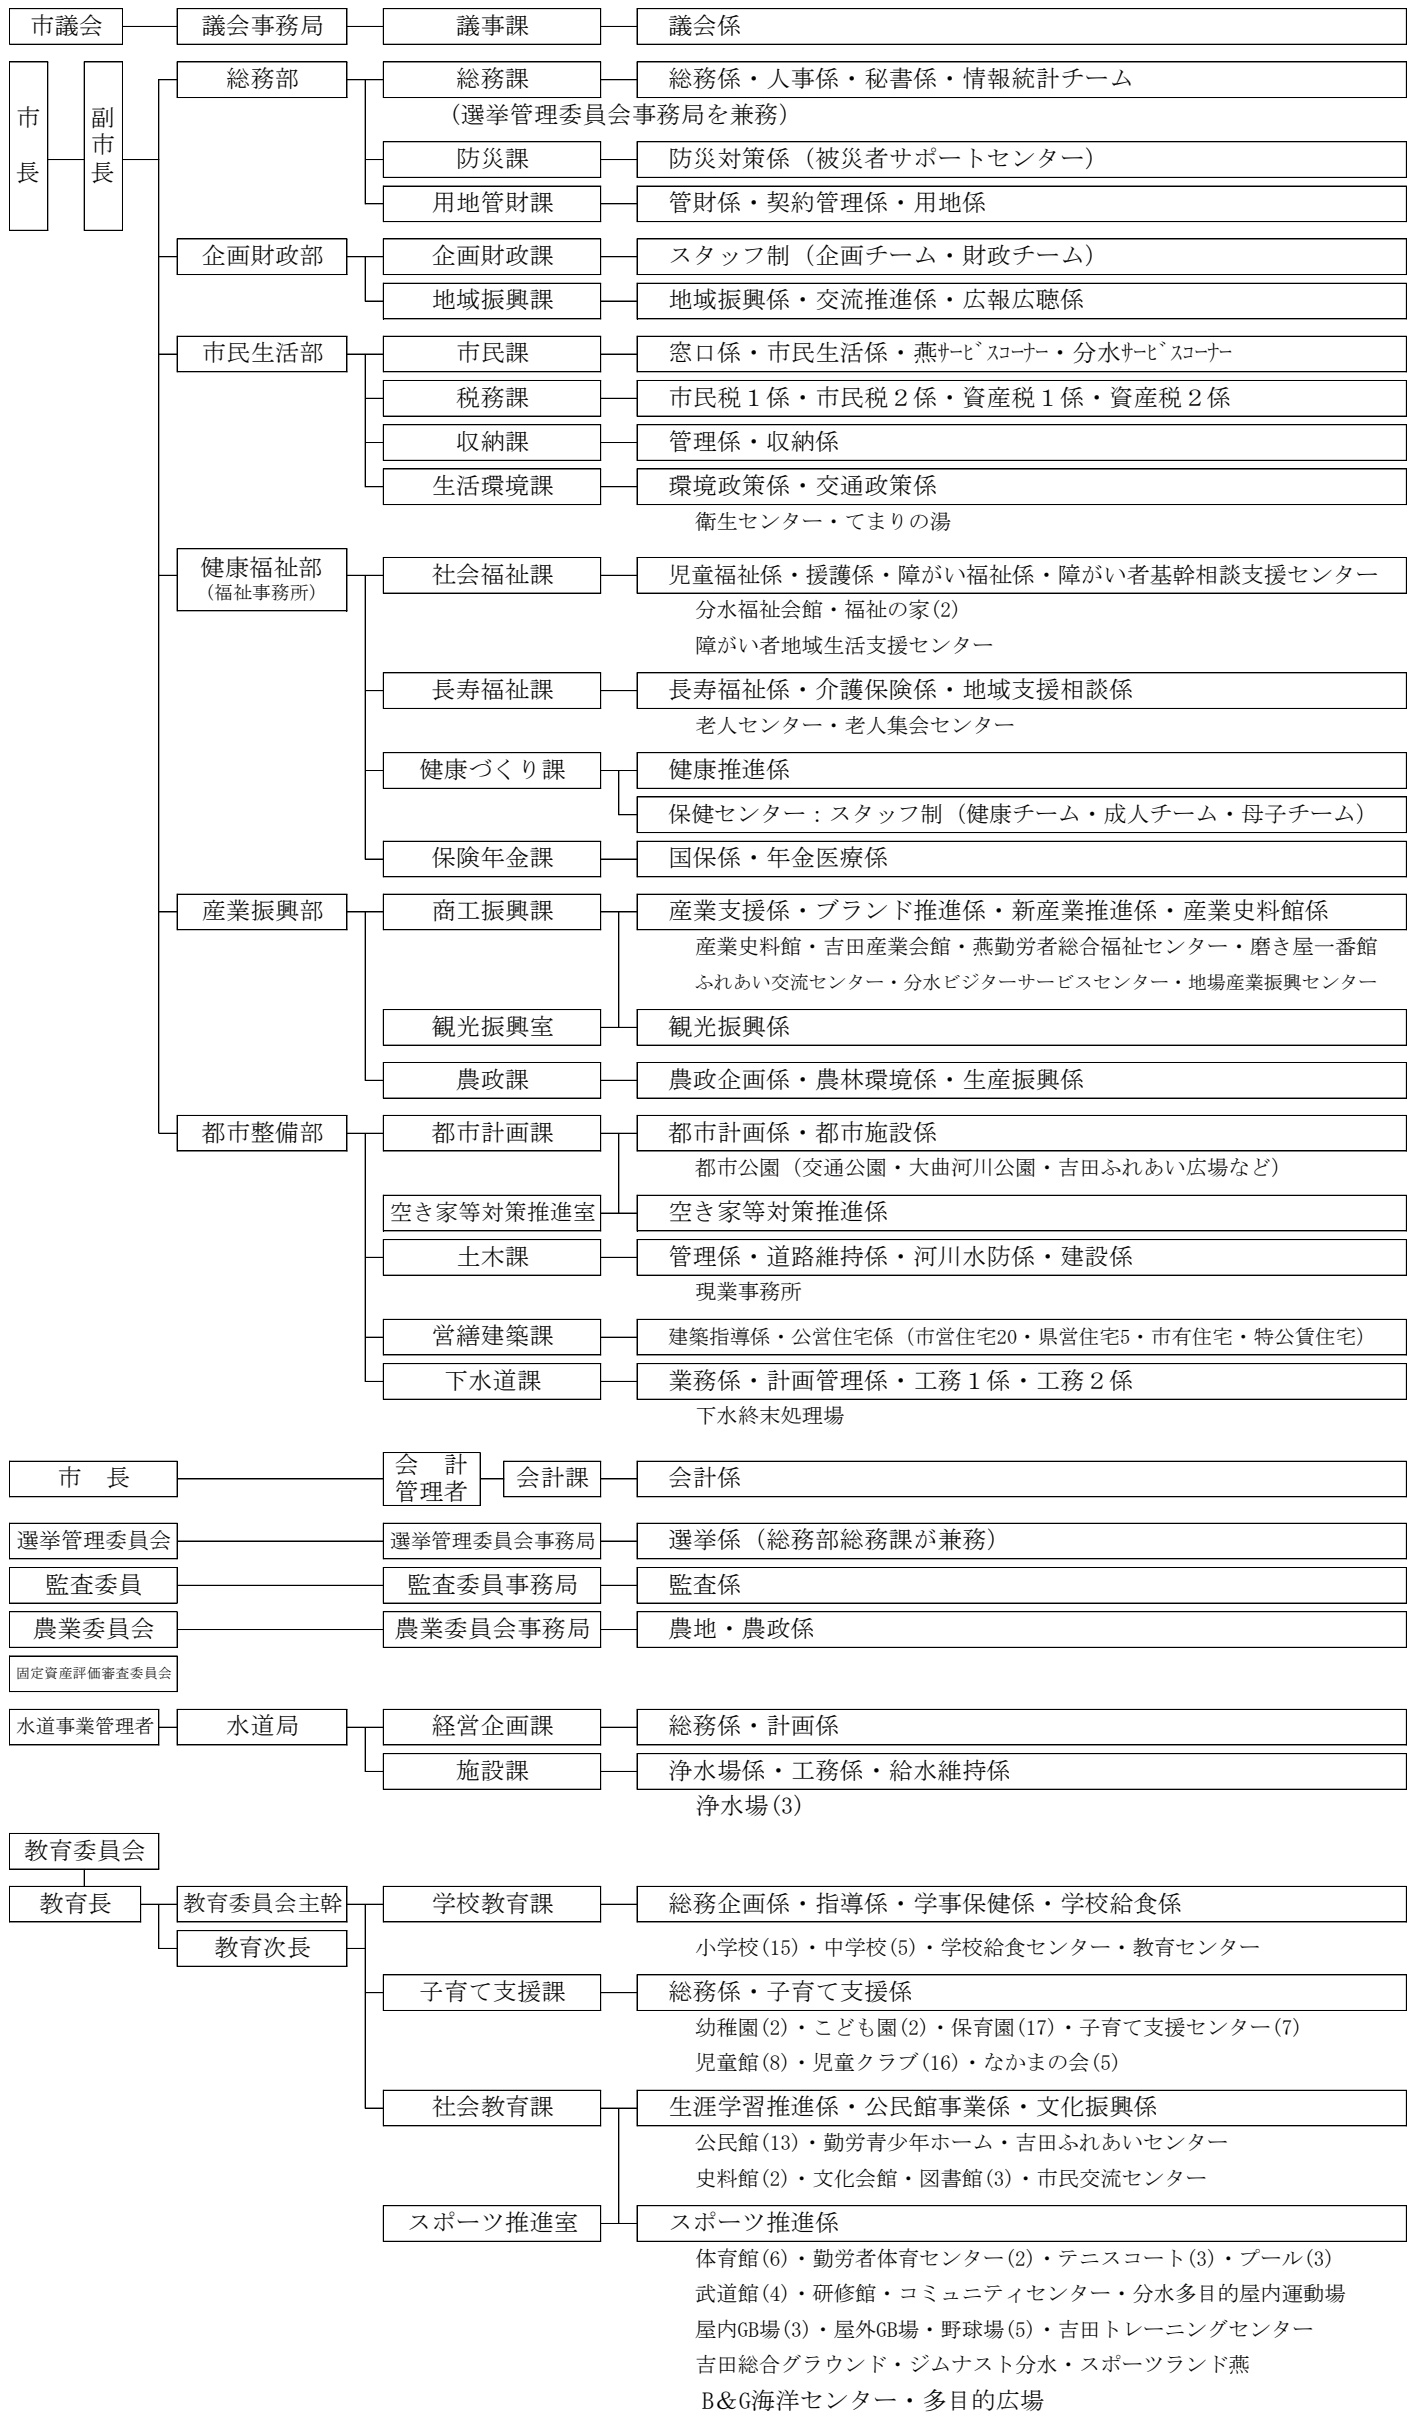 市議会 議会事務局 議事課 議会係
市長 副市長 総務部 総務課 総務係・人事係・秘書係・情報統計チーム
（選挙管理委員会事務局を兼務）
防災課 防災対策係（被災者サポートセンター）
用地管財課 管財係・契約管理係・用地係
企画財政部 企画財政課 スタッフ制（企画チーム・財政チーム）
地域振興課 地域振興係・交流推進係・広報広聴係
市民生活部 市民課 窓口係・市民生活係・燕ｻｰﾋﾞｽｺｰﾅｰ・分水ｻｰﾋﾞｽｺｰﾅｰ
税務課 市民税１係・市民税２係・資産税１係・資産税２係
収納課 管理係・収納係
生活環境課 環境政策係・交通政策係
衛生センター・てまりの湯
健康福祉部 社会福祉課 児童福祉係・援護係・障がい福祉係・障がい者基幹相談支援センター
（福祉事務所）
分水福祉会館・福祉の家(2)
障がい者地域生活支援センター
長寿福祉課 長寿福祉係・介護保険係・地域支援相談係
老人センター・老人集会センター
健康づくり課 健康推進係
保健センター：スタッフ制（健康チーム・成人チーム・母子チーム）
保険年金課 国保係・年金医療係
産業振興部 商工振興課 産業支援係・ブランド推進係・新産業推進係・産業史料館係
産業史料館・吉田産業会館・燕勤労者総合福祉センター・磨き屋一番館
ふれあい交流センター・分水ビジターサービスセンター・地場産業振興センター
観光振興室 観光振興係
農政課 農政企画係・農林環境係・生産振興係
都市整備部 都市計画課 都市計画係・都市施設係
都市公園（交通公園・大曲河川公園・吉田ふれあい広場など）
空き家等対策推進室 空き家等対策推進係
土木課 管理係・道路維持係・河川水防係・建設係
現業事務所
営繕建築課 建築指導係・公営住宅係（市営住宅20・県営住宅5・市有住宅・特公賃住宅）
下水道課 業務係・計画管理係・工務１係・工務２係
下水終末処理場
市　長 会　計管理者 会計課 会計係
選挙管理委員会 選挙管理委員会事務局 選挙係（総務部総務課が兼務）
監査委員 監査委員事務局 監査係
農業委員会 農業委員会事務局 農地・農政係
固定資産評価審査委員会
水道事業管理者 水道局 経営企画課 総務係・計画係
施設課 浄水場係・工務係・給水維持係
浄水場(3)
教育委員会
教育長 教育委員会主幹 学校教育課 総務企画係・指導係・学事保健係・学校給食係
教育次長 小学校(15)・中学校(5)・学校給食センター・教育センター
子育て支援課 総務係・子育て支援係
幼稚園(2)・こども園(2)・保育園(17)・子育て支援センター(7)
児童館(8)・児童クラブ(16)・なかまの会(5)
社会教育課 生涯学習推進係・公民館事業係・文化振興係
公民館(13)・勤労青少年ホーム・吉田ふれあいセンター
史料館(2)・文化会館・図書館(3)・市民交流センター
スポーツ推進室 スポーツ推進係
体育館(6)・勤労者体育センター(2)・テニスコート(3)・プール(3)
武道館(4)・研修館・コミュニティセンター・分水多目的屋内運動場
屋内GB場(3)・屋外GB場・野球場(5)・吉田トレーニングセンター
吉田総合グラウンド・ジムナスト分水・スポーツランド燕
B＆G海洋センター・多目的広場